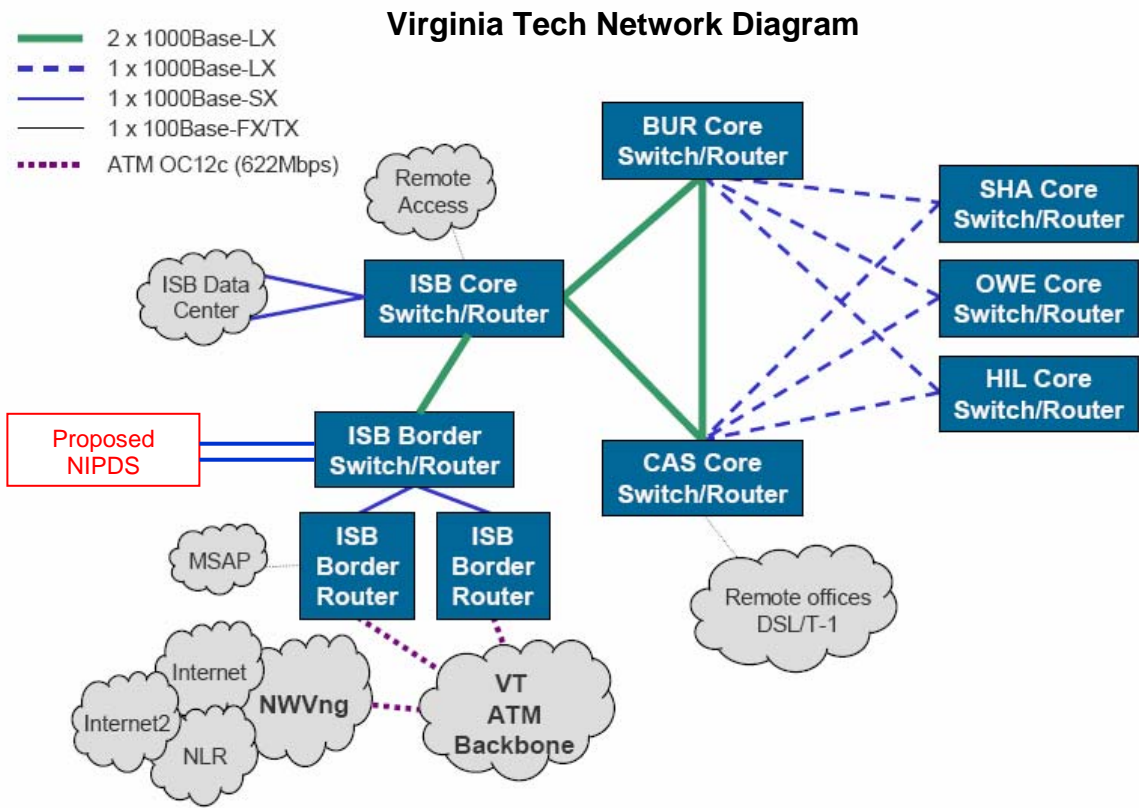 Virginia Tech Network Diagram
2 x 1000Base-LX
1 x 1000Base-LX
1 x 1000Base-SX
1 x 100Base-FX/TX
ATM OC12c (622Mbps)
BUR Core
Switch/Router
Remote
Access
SHA Core
Switch/Router
ISB Data
Center
ISB Core
Switch/Router
OWE Core
Switch/Router
HIL Core
Switch/Router
Proposed
NIPDS
ISB Border
Switch/Router
CAS Core
Switch/Router
MSAP
ISB
Border
Router
ISB
Border
Router
Remote offices
DSL/T-1
Internet
Internet2
NLR
NWVng
VT
ATM
Backbone